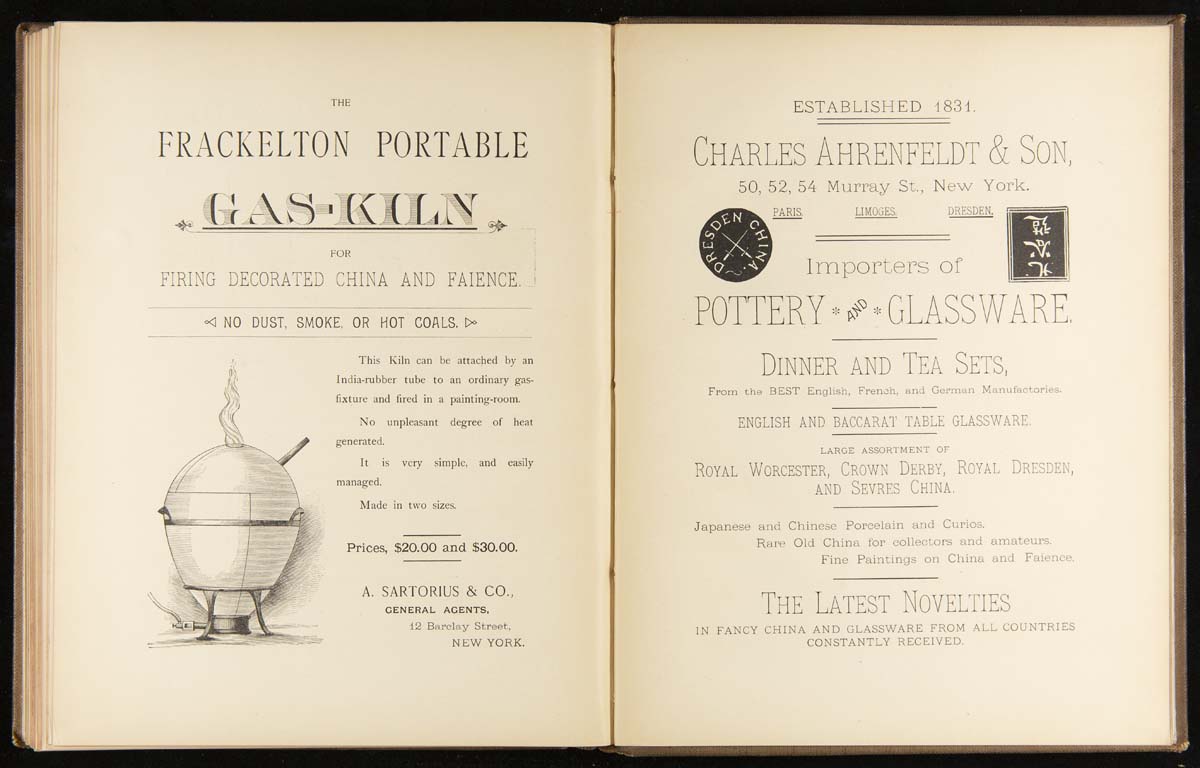 THE
FRACKELTON PORTABLE
GAS-KILN
FOR
FIRING DECORATED CHINA AND FAIENCE.
NO DUST, SMOKE, OR HOT COALS.
This Kiln can be attached by an
India-rubber tube to an ordinary gas-
fixture and fired in a painting-room.
No unpleasant degree of heat
generated.
It is very simple, and easily
managed.
Made in two sizes.
Prices, $20.00 and $30.00.
A. SARTORIUS & CO.,
GENERAL AGENTS,
12 Barclay Street,
NEW YORK.
ESTABLISHED 1831.
CHARLES AHRENFELDT & SON,
50, 52, 54 Murray St., New York.
PARIS. LIMOGES. DRESDEN.
DRESDEN CHINA.
Importers of
POTTERY * AND * GLASSWARE.
DINNER AND TEA SETS,
From the BEST English, French, and German Manufactories.
ENGLISH AND BACCARAT TABLE GLASSWARE.
LARGE ASSORTMENT OF
ROYAL WORCESTER, CROWN DERBY, ROYAL DRESDEN,
AND SEVRES CHINA.
Japanese and Chinese Porcelain and Curios.
Rare Old China for collectors and amateurs.
Fine Paintings on China and Faience.
THE LATEST NOVELTIES
IN FANCY CHINA AND GLASSWARE FROM ALL COUNTRIES
CONSTANTLY RECEIVED.